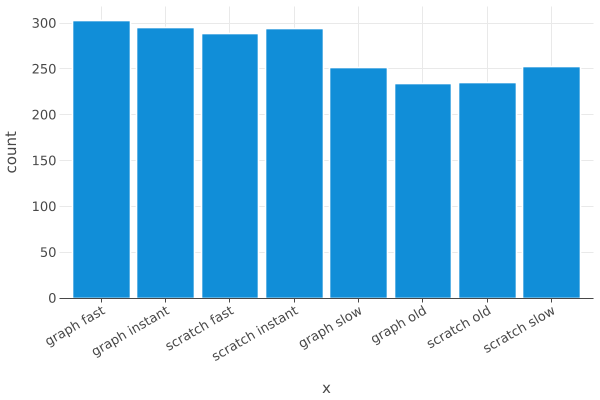 300
250
200
150
100
50
0
count
graph fast
graph instant
scratch fast
scratch instant
graph slow
graph old
scratch old
scratch slow
x